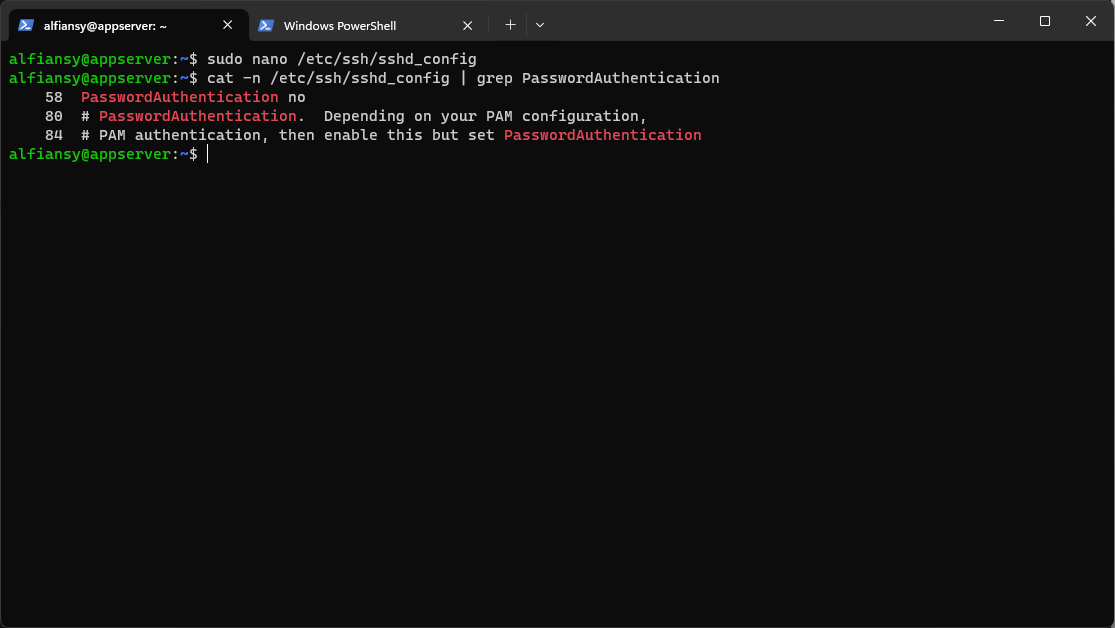 alfiansy@appserver: ~
Windows PowerShell
alfiansy@appserver:~$ sudo nano /etc/ssh/sshd_config
alfiansy@appserver:~$ cat -n /etc/ssh/sshd_config | grep PasswordAuthentication
    58  PasswordAuthentication no
    80  # PasswordAuthentication.  Depending on your PAM configuration,
    84  # PAM authentication, then enable this but set PasswordAuthentication
alfiansy@appserver:~$